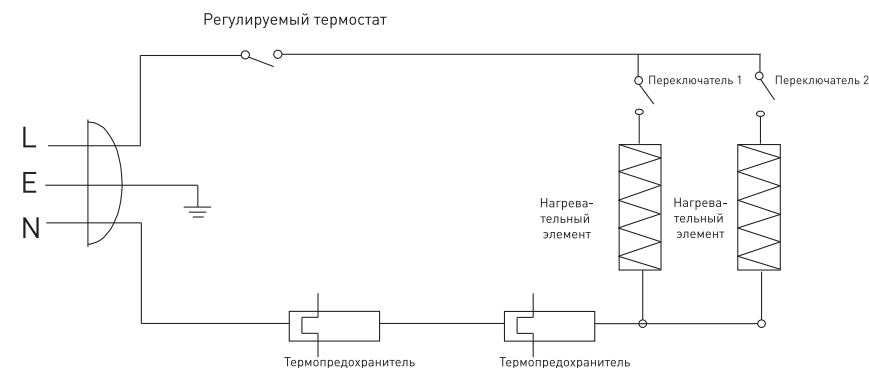 Регулируемый термостат
Переключатель 1
Переключатель 2
L
E
N
Нагрева-
тельный
элемент
Нагрева-
тельный
элемент
Термопредохранитель
Термопредохранитель